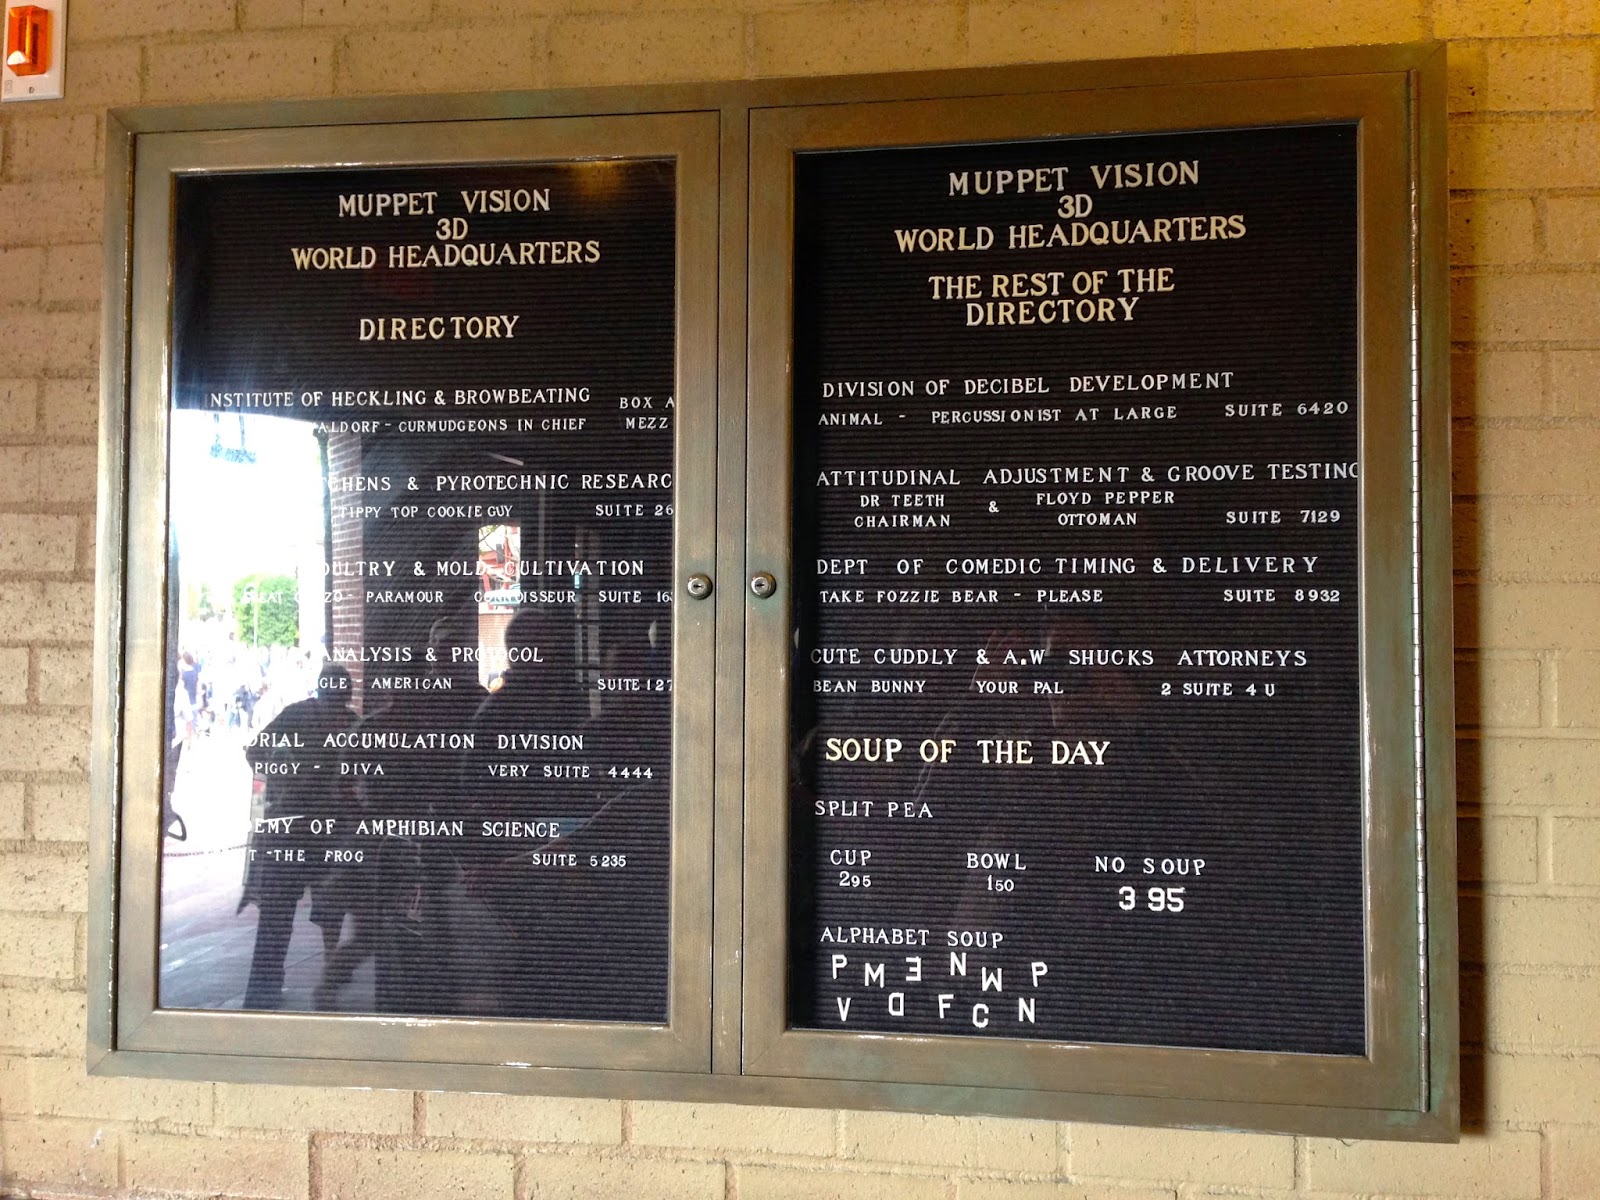 MUPPET VISION
3D
WORLD HEADQUARTERS
DIRECTORY
INSTITUTE OF HECKLING & BROWBEATING BOX A
ALDORF - CURMUDGEONS IN CHIEF MEZZ
CHENS & PYROTECHNIC RESEARC
TIPPY TOP COOKIE GUY SUITE 26
OULTRY & MOLD CULTIVATION
PARAMOUR CONNOISSEUR SUITE 16
ANALYSIS & PROTOCOL
GLE - AMERICAN SUITE 127
ORIAL ACCUMULATION DIVISION
PIGGY - DIVA VERY SUITE 4444
DEMY OF AMPHIBIAN SCIENCE
T - THE FROG SUITE 5235
MUPPET VISION
3D
WORLD HEADQUARTERS
THE REST OF THE
DIRECTORY
DIVISION OF DECIBEL DEVELOPMENT
ANIMAL - PERCUSSIONIST AT LARGE SUITE 6420
ATTITUDINAL ADJUSTMENT & GROOVE TESTING
DR TEETH & FLOYD PEPPER
CHAIRMAN OTTOMAN SUITE 7129
DEPT OF COMEDIC TIMING & DELIVERY
TAKE FOZZIE BEAR - PLEASE SUITE 8932
CUTE CUDDLY & A.W SHUCKS ATTORNEYS
BEAN BUNNY YOUR PAL 2 SUITE 4 U
SOUP OF THE DAY
SPLIT PEA
CUP BOWL NO SOUP
295 150 3 95
ALPHABET SOUP
P M E N W P
V D F C N